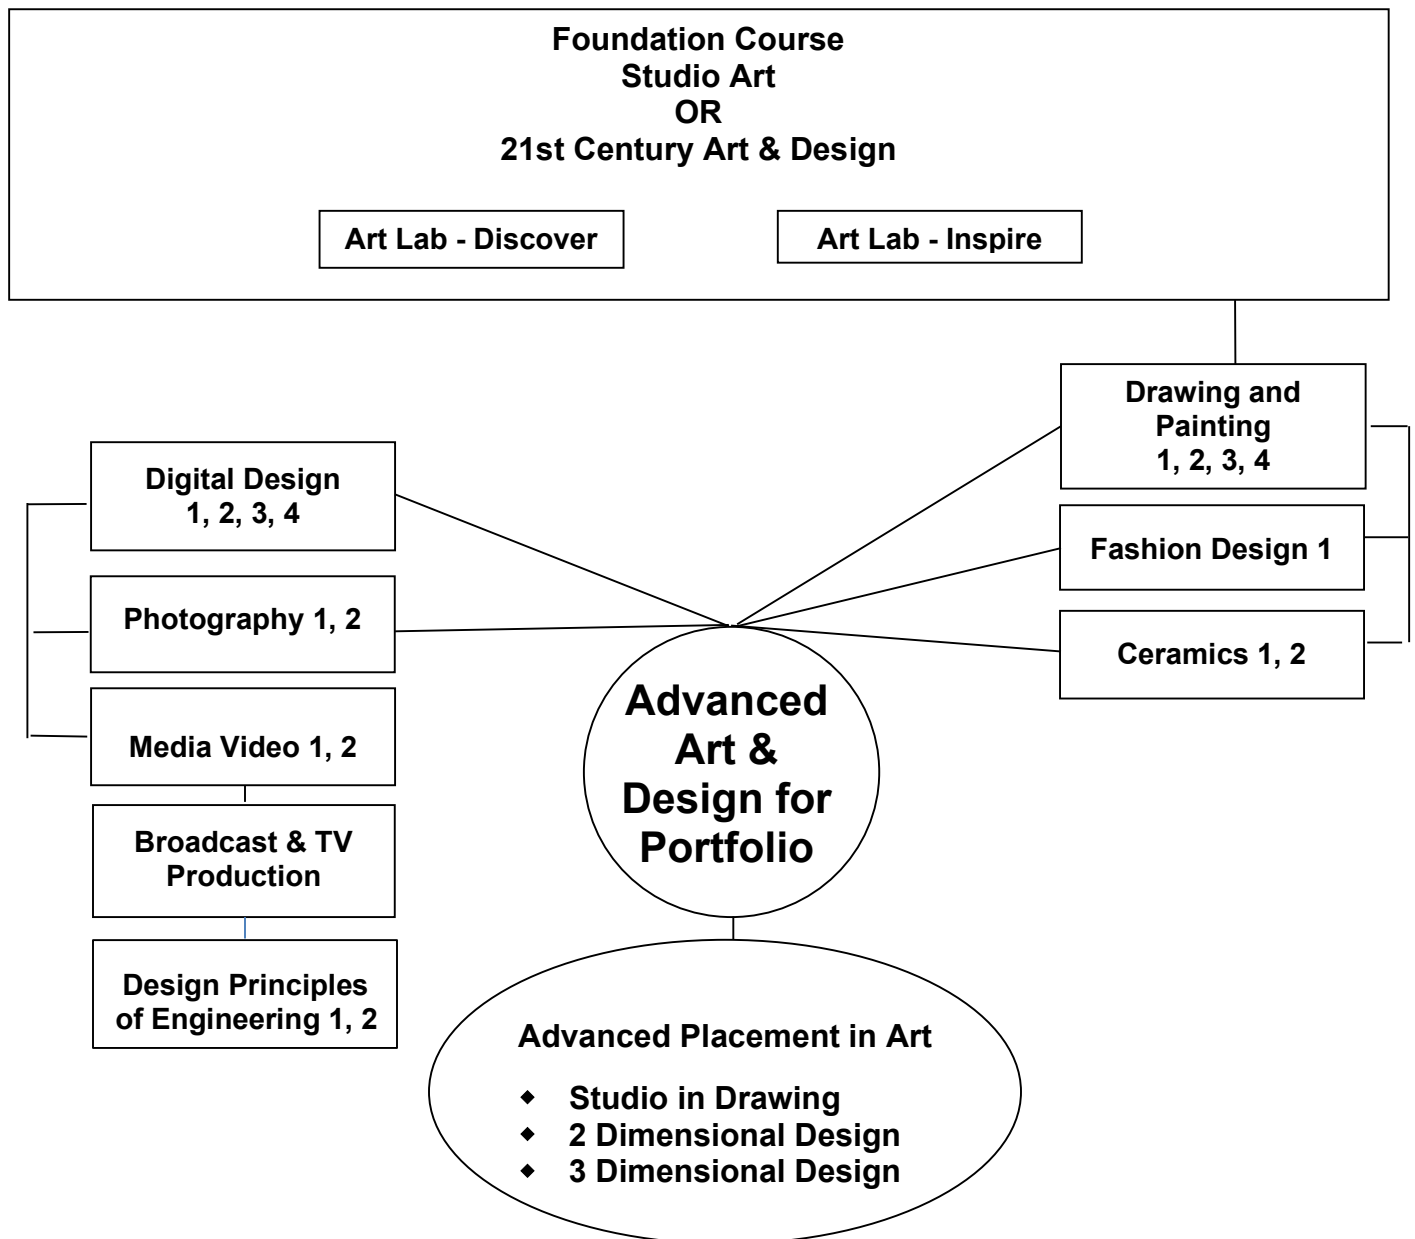 Foundation Course
Studio Art
OR
21st Century Art & Design
Art Lab - Discover
Art Lab - Inspire
Drawing and
Painting
1, 2, 3, 4
Digital Design
1, 2, 3, 4
Fashion Design 1
Photography 1, 2
Ceramics 1, 2
Media Video 1, 2
Advanced
Art &
Design for
Portfolio
Broadcast & TV
Production
Design Principles
of Engineering 1, 2
Advanced Placement in Art
◆ Studio in Drawing
◆ 2 Dimensional Design
◆ 3 Dimensional Design